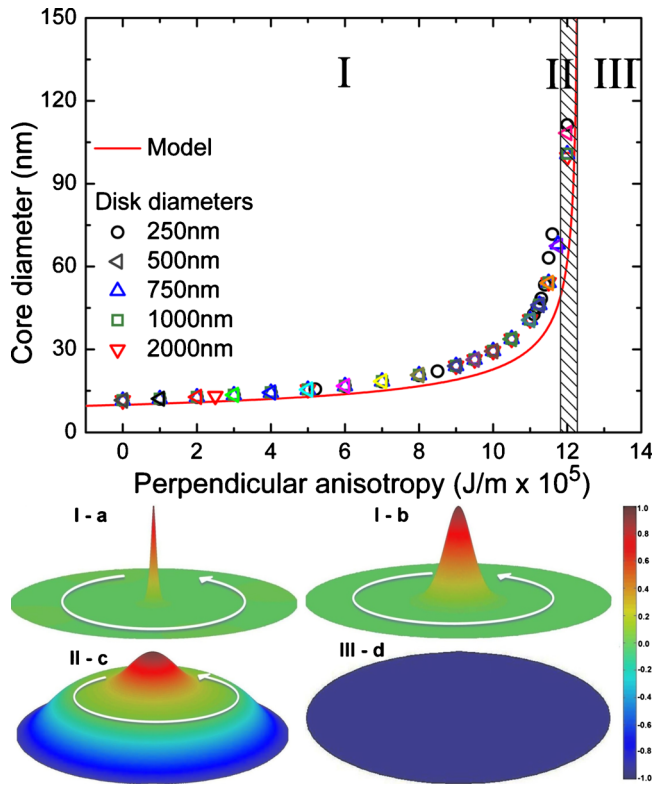 150
120
90
60
30
0
Core diameter (nm)
I
II
III
Model
Disk diameters
250nm
500nm
750nm
1000nm
2000nm
0 2 4 6 8 10 12 14
Perpendicular anisotropy (J/m x 10⁵)
I - a
I - b
II - c
III - d
1.0
0.8
0.6
0.4
0.2
0.0
-0.2
-0.4
-0.6
-0.8
-1.0